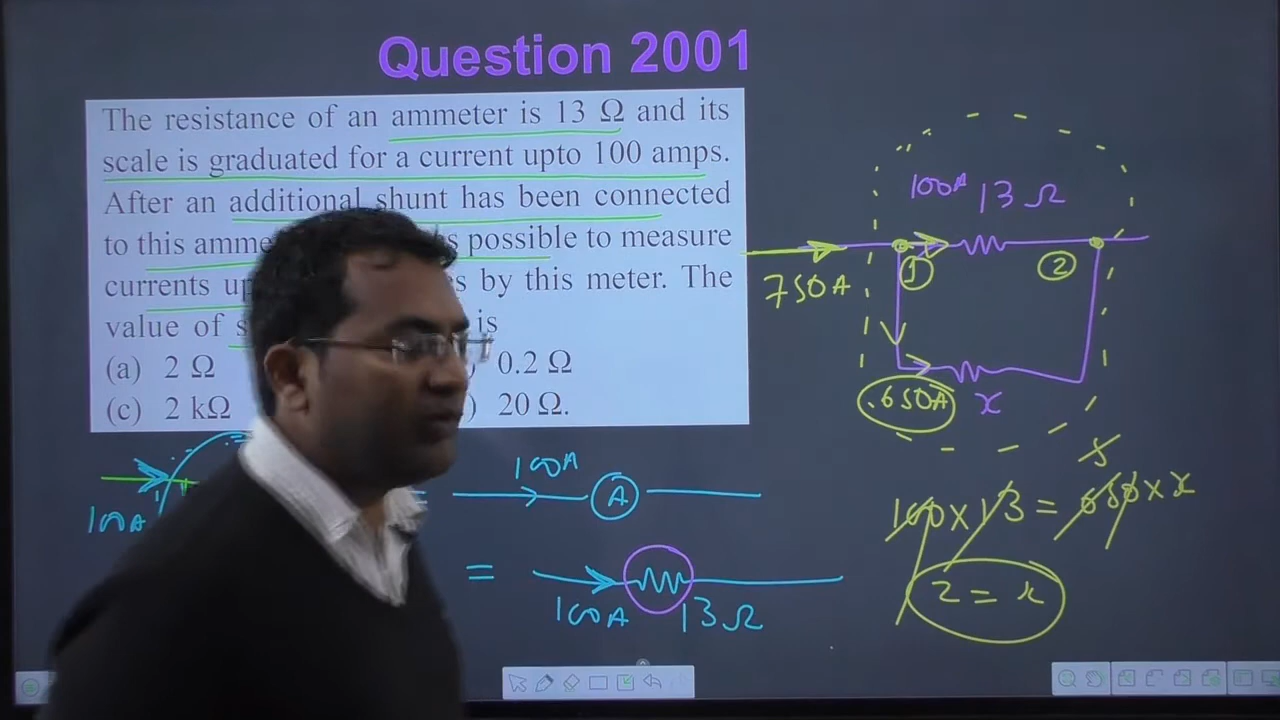 Question 2001
The resistance of an ammeter is 13 Ω and its
scale is graduated for a current upto 100 amps.
After an additional shunt has been connected
to this possible to measure
currents by this meter. The
value of is
(a) 2 Ω 0.2 Ω
(c) 2 kΩ 20 Ω.
100A 13 Ω
750A
1
2
650A
x
100A
A
100A
5
100 × 13 = 650 × x
2 = x
=
100A 13 Ω